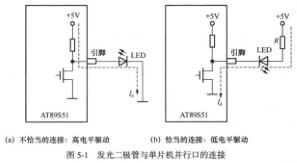 +5V
引脚
LED
I_d
AT89S51
+5V
+5V
R
引脚
LED
I_d
AT89S51
(a) 不恰当的连接:高电平驱动
(b) 恰当的连接:低电平驱动
图 5-1 发光二极管与单片机并行口的连接